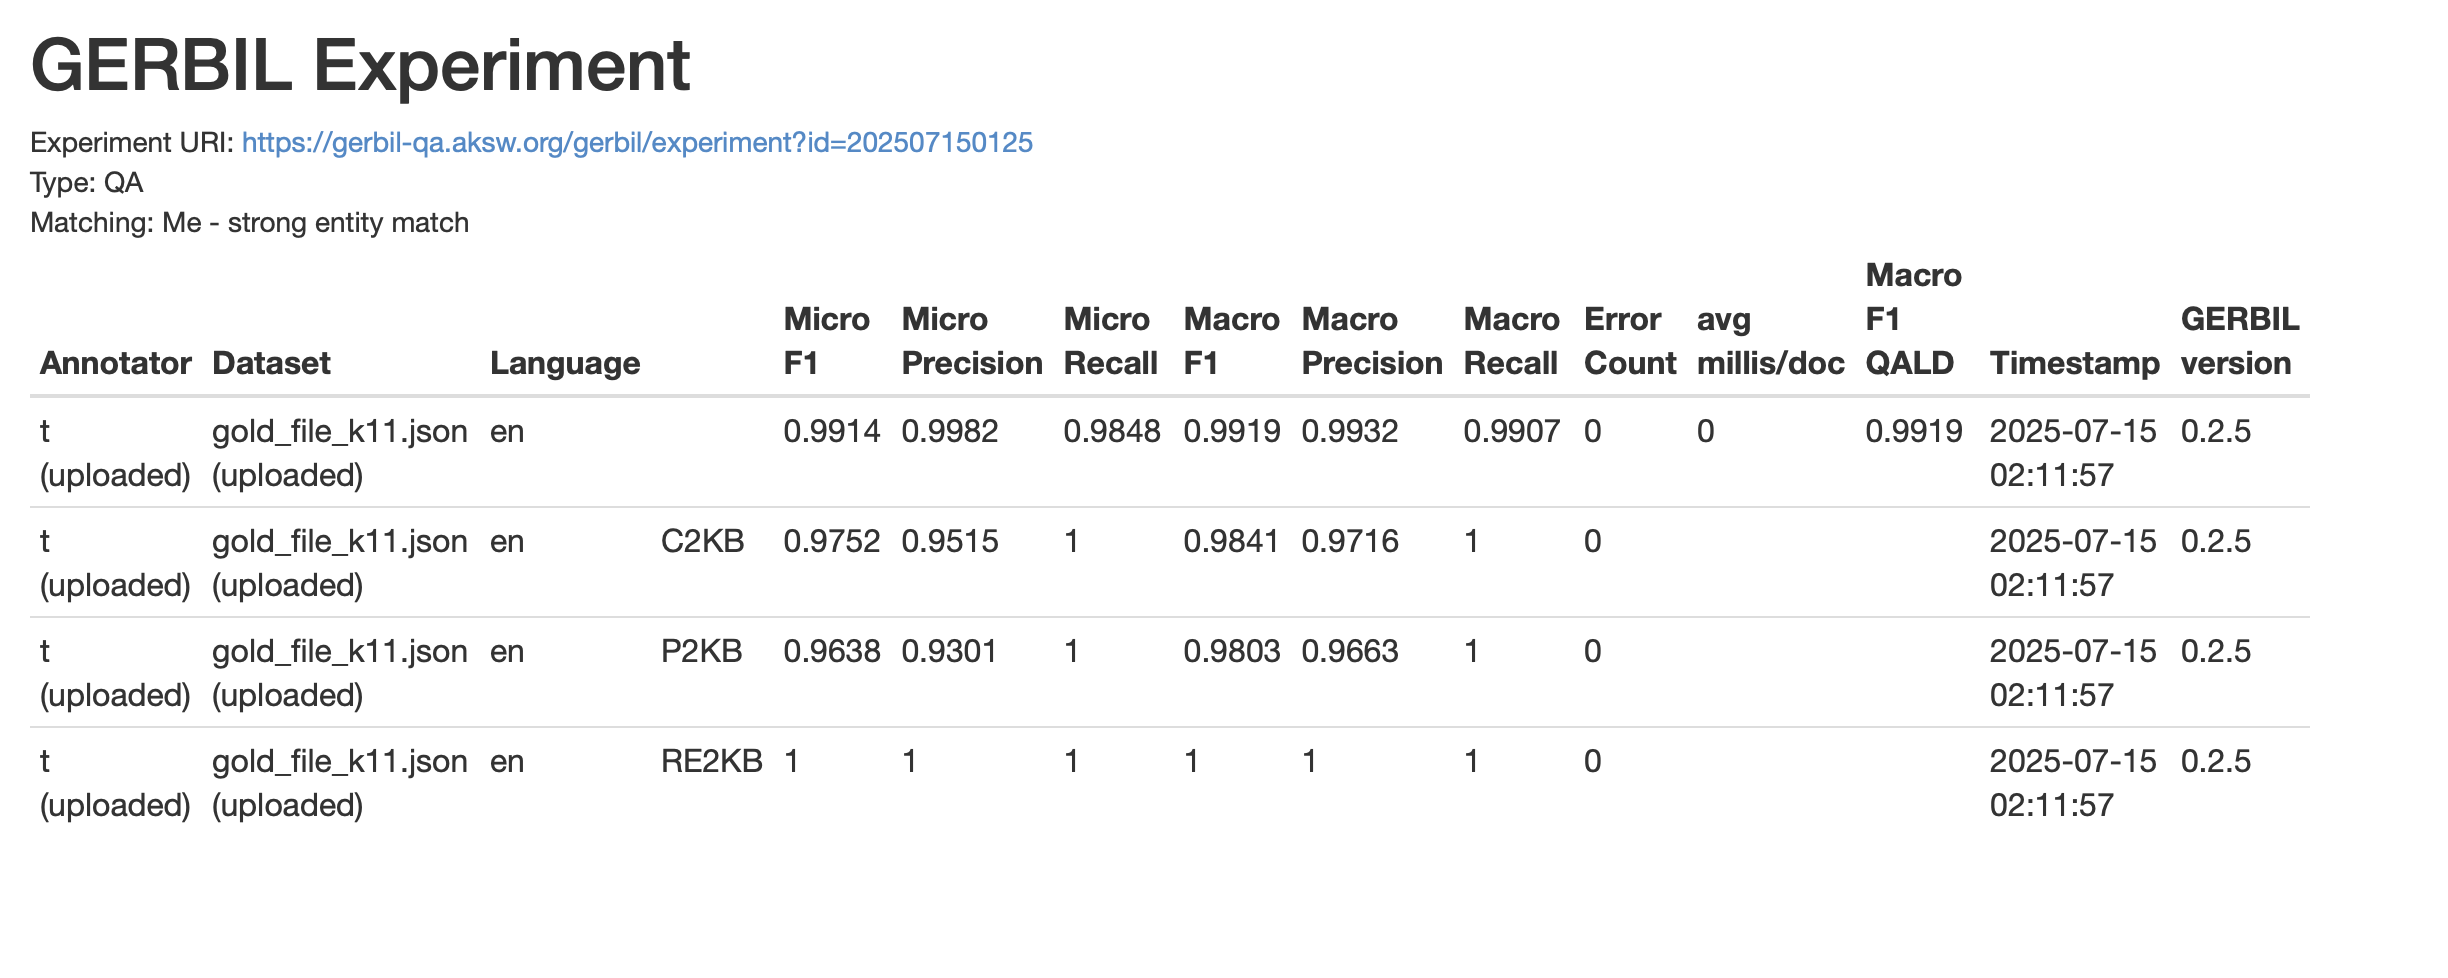 GERBIL Experiment
Experiment URI: https://gerbil-qa.aksw.org/gerbil/experiment?id=202507150125
Type: QA
Matching: Me - strong entity match
Macro
Micro Micro Micro Macro Macro Macro Error avg F1 GERBIL
Annotator Dataset Language F1 Precision Recall F1 Precision Recall Count millis/doc QALD Timestamp version
t gold_file_k11.json en 0.9914 0.9982 0.9848 0.9919 0.9932 0.9907 0 0 0.9919 2025-07-15 0.2.5
(uploaded) (uploaded) 02:11:57
t gold_file_k11.json en C2KB 0.9752 0.9515 1 0.9841 0.9716 1 0 2025-07-15 0.2.5
(uploaded) (uploaded) 02:11:57
t gold_file_k11.json en P2KB 0.9638 0.9301 1 0.9803 0.9663 1 0 2025-07-15 0.2.5
(uploaded) (uploaded) 02:11:57
t gold_file_k11.json en RE2KB 1 1 1 1 1 1 0 2025-07-15 0.2.5
(uploaded) (uploaded) 02:11:57